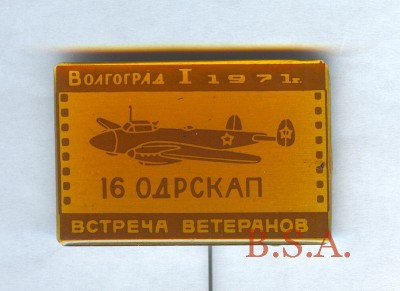 Волгоград I 1971г.
16 ОДРСКАП
ВСТРЕЧА ВЕТЕРАНОВ
B.S.A.